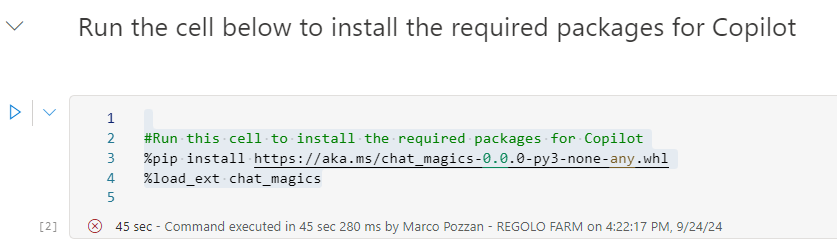 Run the cell below to install the required packages for Copilot
1
2 #Run this cell to install the required packages for Copilot
3 %pip install https://aka.ms/chat_magics-0.0.0-py3-none-any.whl
4 %load_ext chat_magics
5
[2] 45 sec - Command executed in 45 sec 280 ms by Marco Pozzan - REGOLO FARM on 4:22:17 PM, 9/24/24